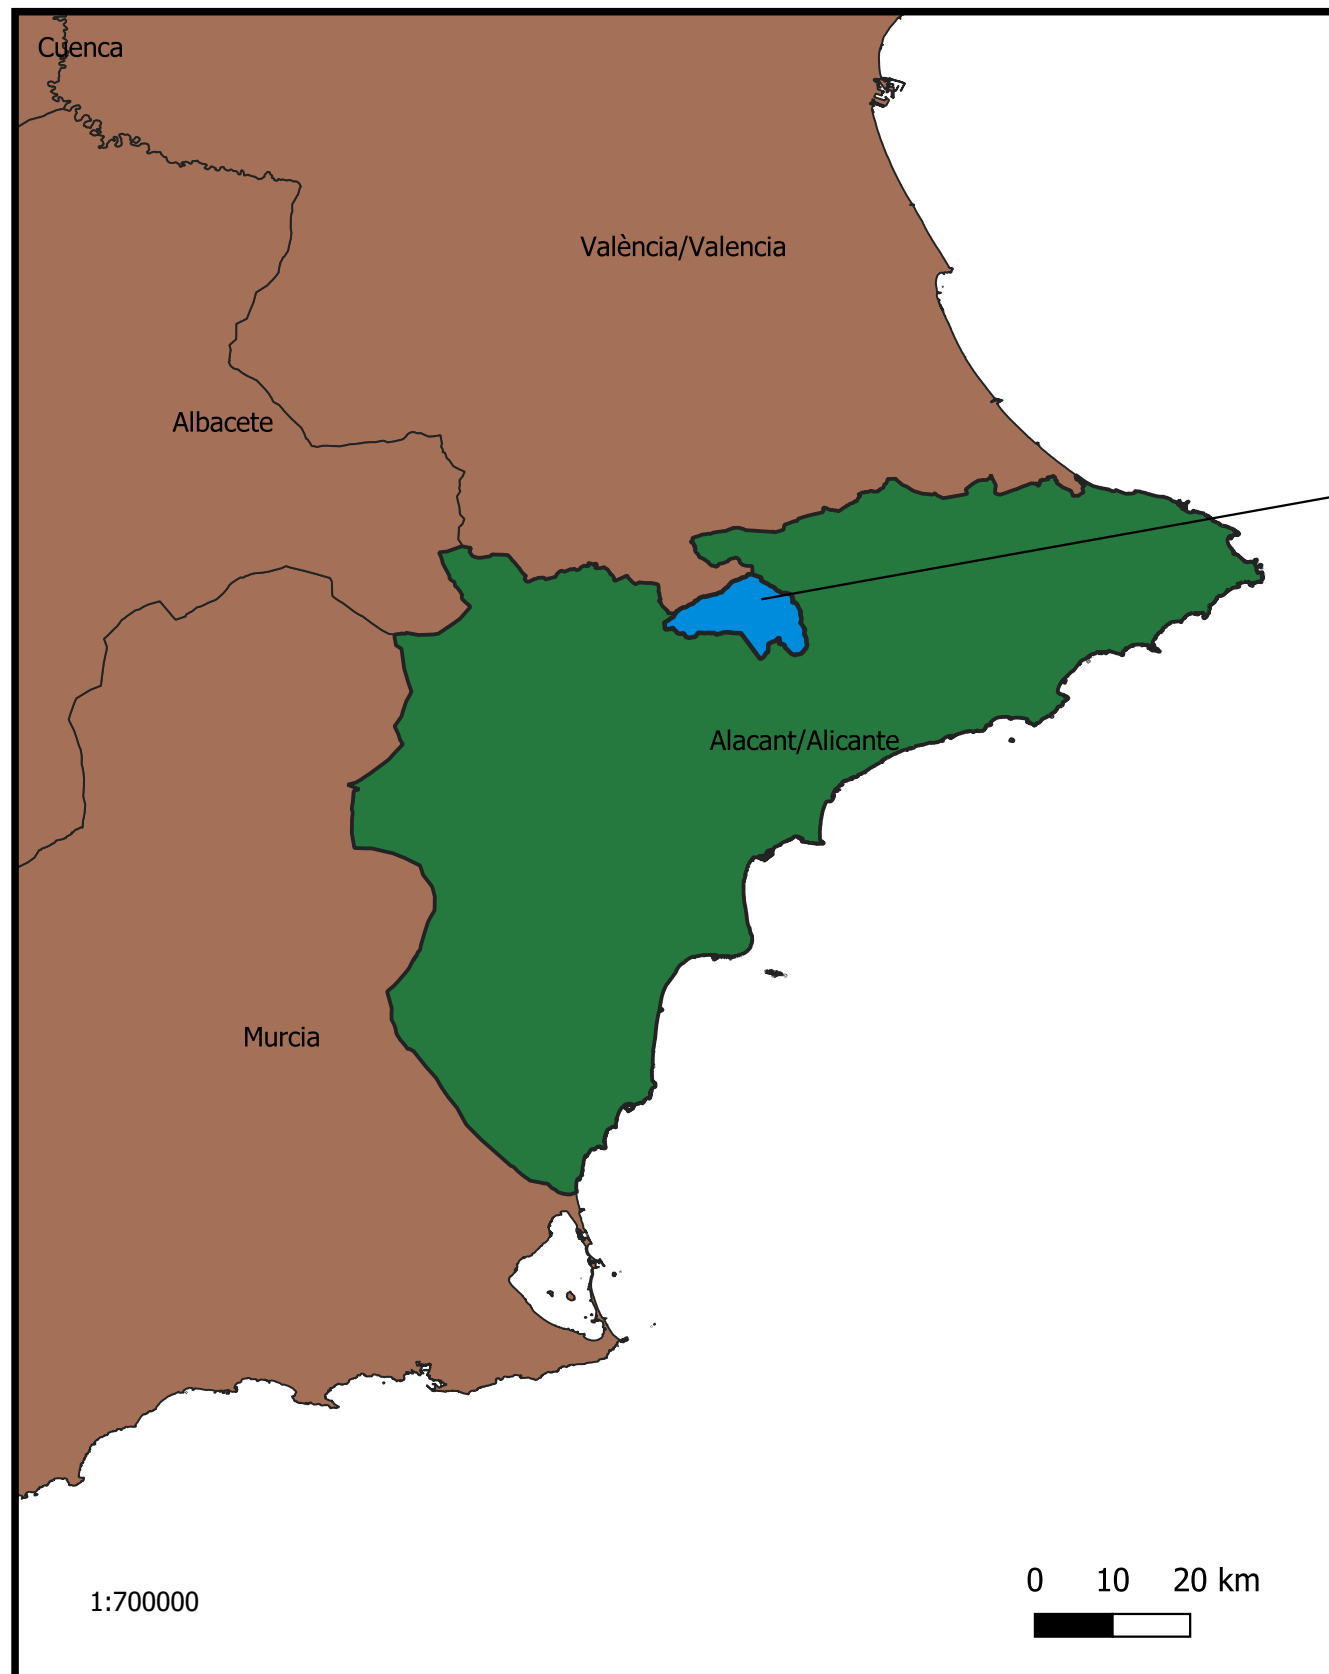 Cuenca
València/Valencia
Albacete
Alacant/Alicante
Murcia
0 10 20 km
1:700000